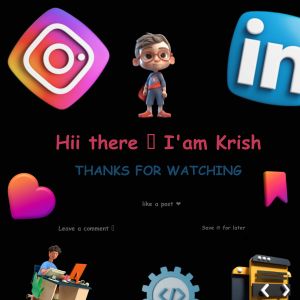 in
Hii there ▯ I'am Krish
THANKS FOR WATCHING
like a post ❤
Leave a comment ▯
Save it for later